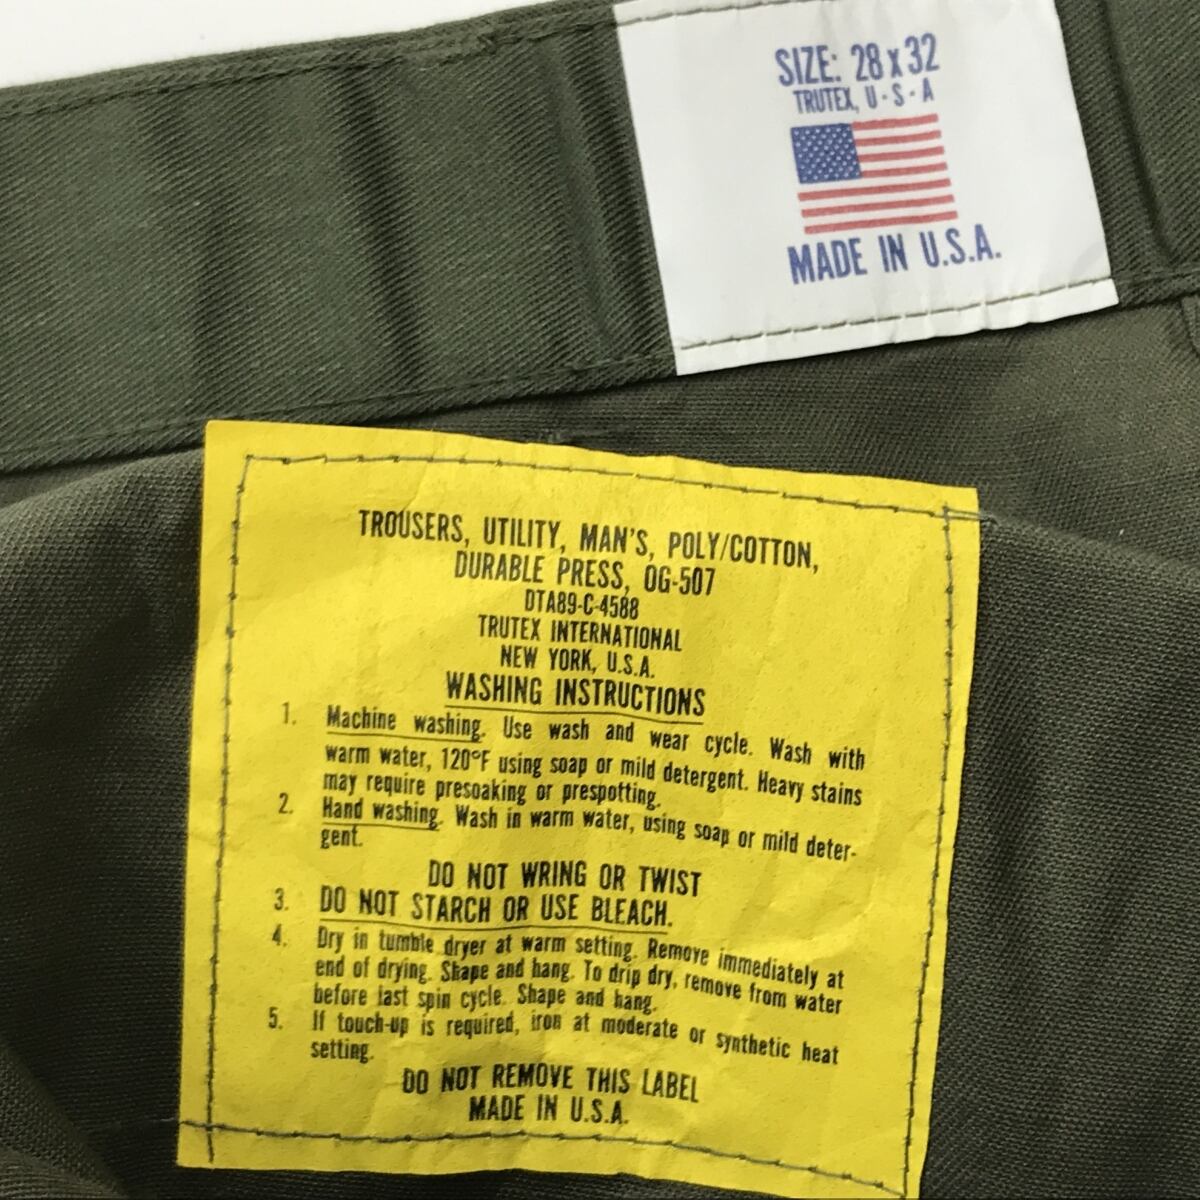 SIZE: 28 x 32
TRUTEX, U·S·A
MADE IN U.S.A.
TROUSERS, UTILITY, MAN'S, POLY/COTTON,
DURABLE PRESS, OG-507
DTA89-C-4588
TRUTEX INTERNATIONAL
NEW YORK, U.S.A.
WASHING INSTRUCTIONS
1. Machine washing. Use wash and wear cycle. Wash with
warm water, 120°F using soap or mild detergent. Heavy stains
may require presoaking or prespotting.
2. Hand washing. Wash in warm water, using soap or mild deter-
gent.
DO NOT WRING OR TWIST
3. DO NOT STARCH OR USE BLEACH.
4. Dry in tumble dryer at warm setting. Remove immediately at
end of drying. Shape and hang. To drip dry, remove from water
before last spin cycle. Shape and hang.
5. If touch-up is required, iron at moderate or synthetic heat
setting.
DO NOT REMOVE THIS LABEL
MADE IN U.S.A.